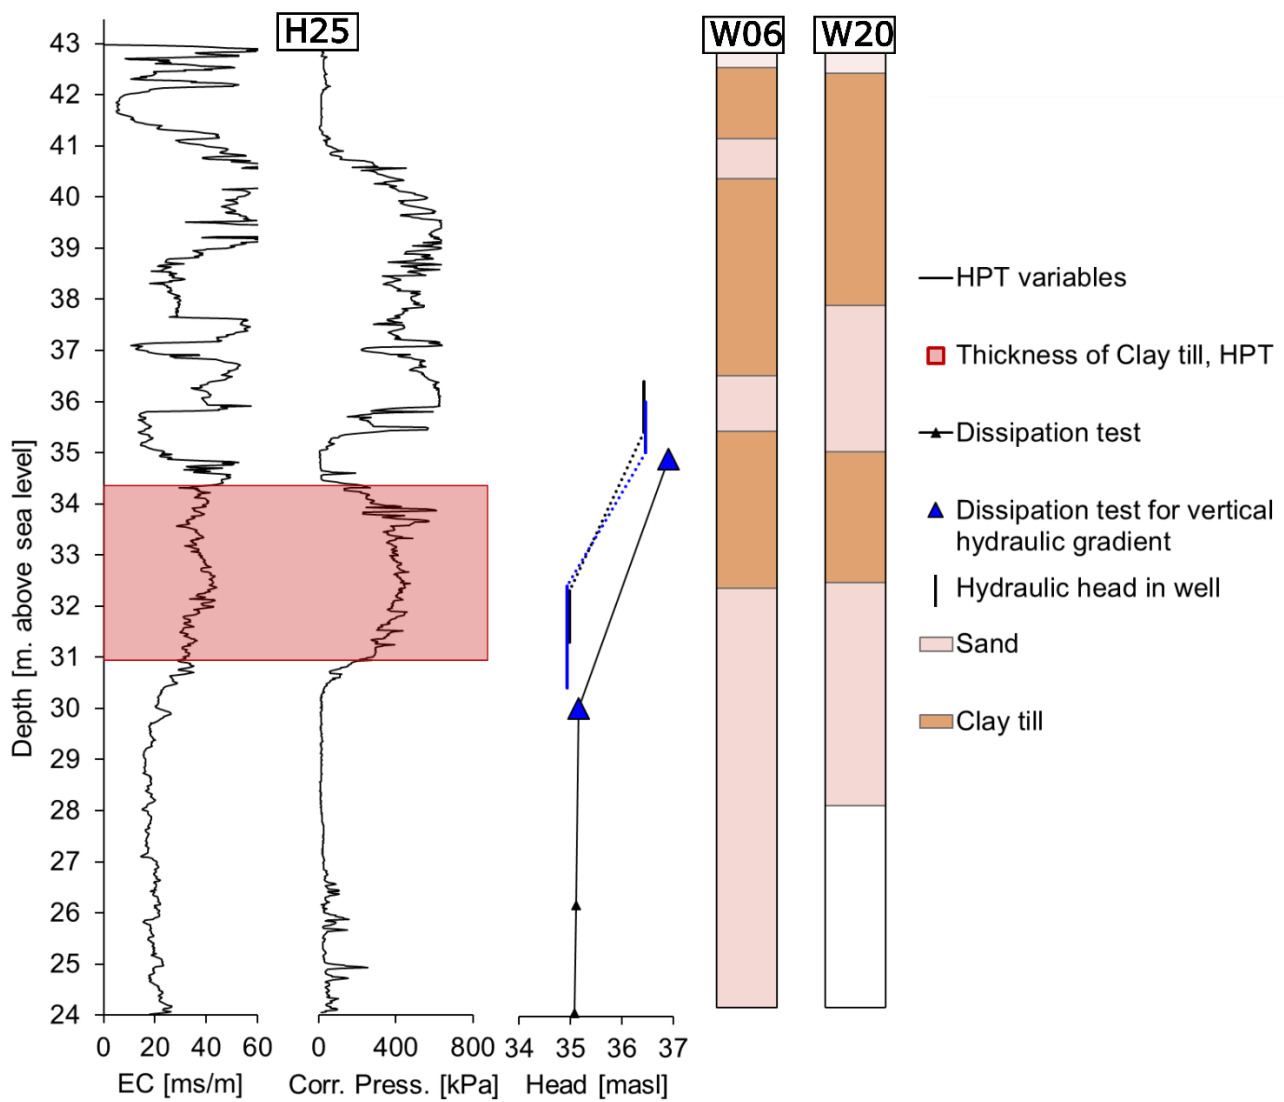 H25
W06
W20
43
42
41
40
39
38
37
36
35
34
33
32
31
30
29
28
27
26
25
24
Depth [m. above sea level]
0 20 40 60
EC [ms/m]
0 400 800
Corr. Press. [kPa]
34 35 36 37
Head [masl]
HPT variables
Thickness of Clay till, HPT
Dissipation test
Dissipation test for vertical
hydraulic gradient
Hydraulic head in well
Sand
Clay till